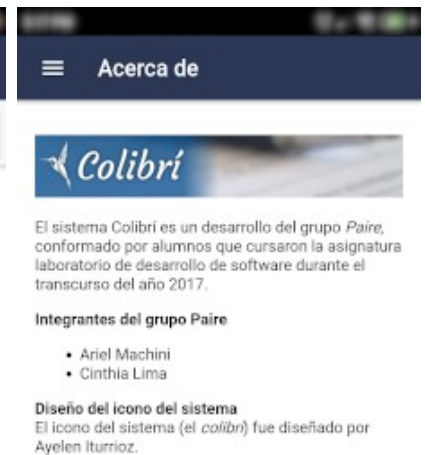 Acerca de
Colibrí
El sistema Colibrí es un desarrollo del grupo Paire,
conformado por alumnos que cursaron la asignatura
laboratorio de desarrollo de software durante el
transcurso del año 2017.
Integrantes del grupo Paire
• Ariel Machini
• Cinthia Lima
Diseño del icono del sistema
El icono del sistema (el colibrí) fue diseñado por
Ayelen Iturrioz.